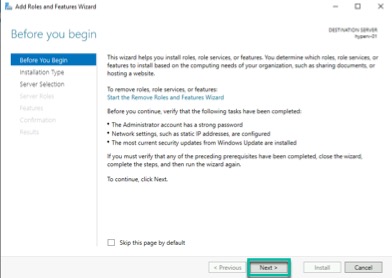 Add Roles and Features Wizard
Before you begin
DESTINATION SERVER
hyperv-01
Before You Begin
Installation Type
Server Selection
Server Roles
Features
Confirmation
Results
This wizard helps you install roles, role services, or features. You determine which roles, role services, or
features to install based on the computing needs of your organization, such as sharing documents, or
hosting a website.
To remove roles, role services, or features:
Start the Remove Roles and Features Wizard
Before you continue, verify that the following tasks have been completed:
• The Administrator account has a strong password
• Network settings, such as static IP addresses, are configured
• The most current security updates from Windows Update are installed
If you must verify that any of the preceding prerequisites have been completed, close the wizard,
complete the steps, and then run the wizard again.
To continue, click Next.
Skip this page by default
< Previous
Next >
Install
Cancel